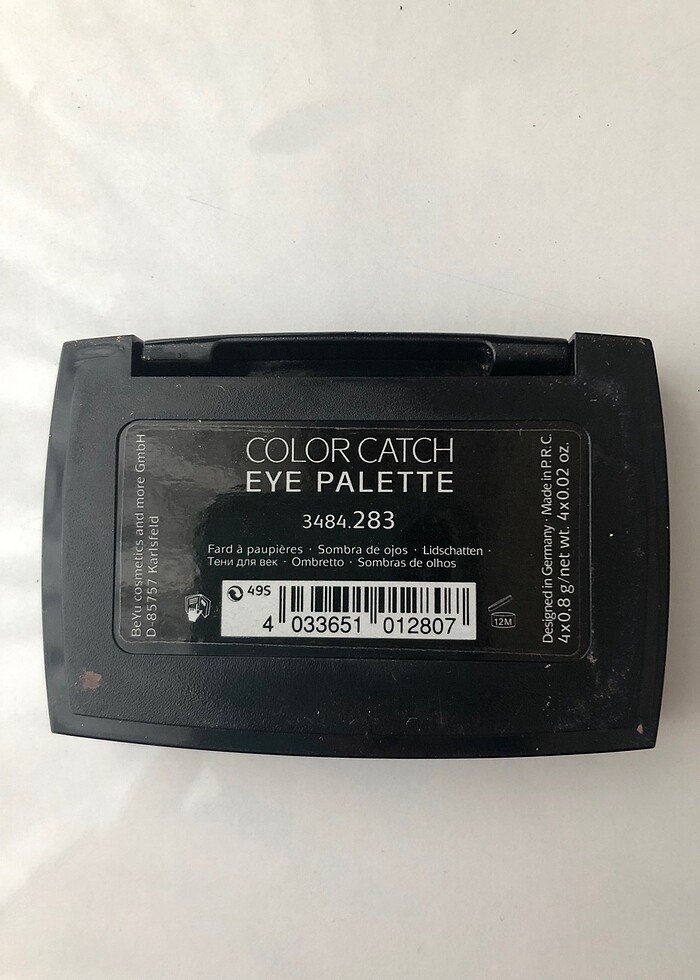 COLOR CATCH
EYE PALETTE
3484.283
Fard à paupières · Sombra de ojos · Lidschatten ·
Тени для век · Ombretto · Sombras de olhos
49S
4 033651 012807
12M
BeYu cosmetics and more GmbH
D-85757 Karlsfeld
Designed in Germany · Made in P.R.C.
4x0.8 g/net wt. 4x0.02 oz.